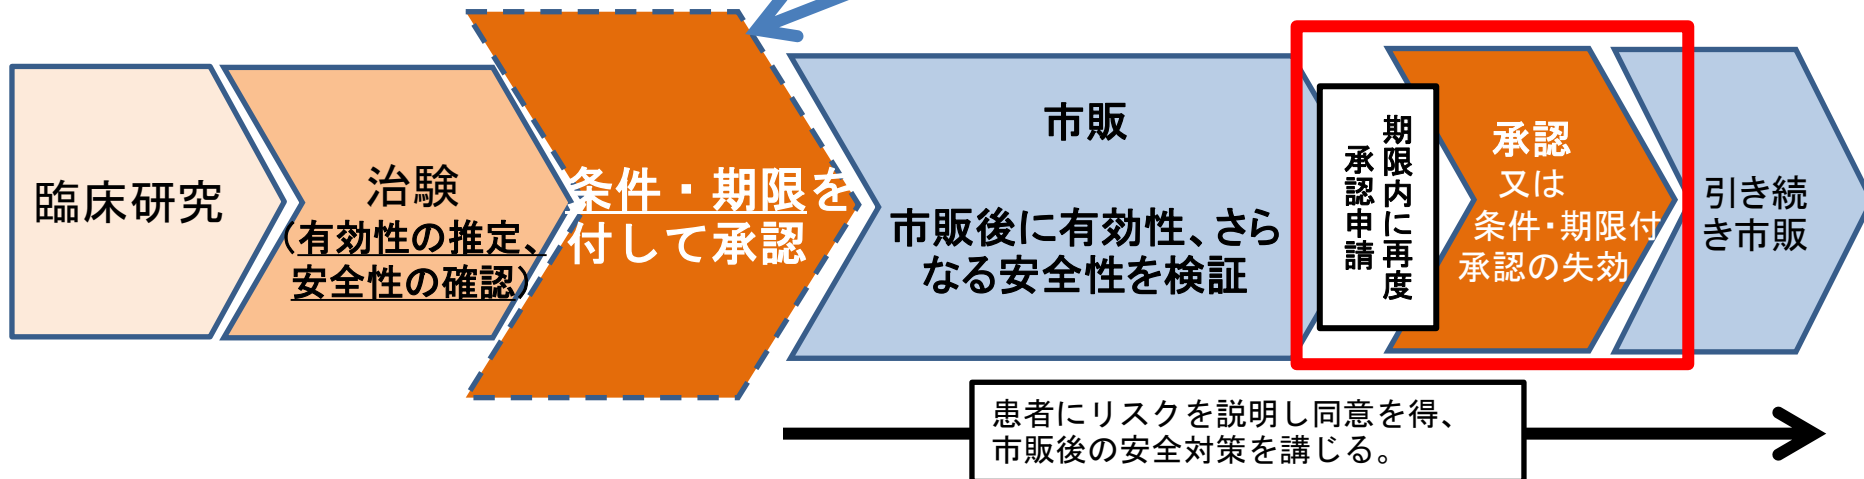 臨床研究
治験
(有効性の推定、
安全性の確認)
条件・期限を
付して承認
市販
市販後に有効性、さら
なる安全性を検証
期限内に再度
承認申請
承認
又は
条件・期限付
承認の失効
引き続
き市販
患者にリスクを説明し同意を得、
市販後の安全対策を講じる。